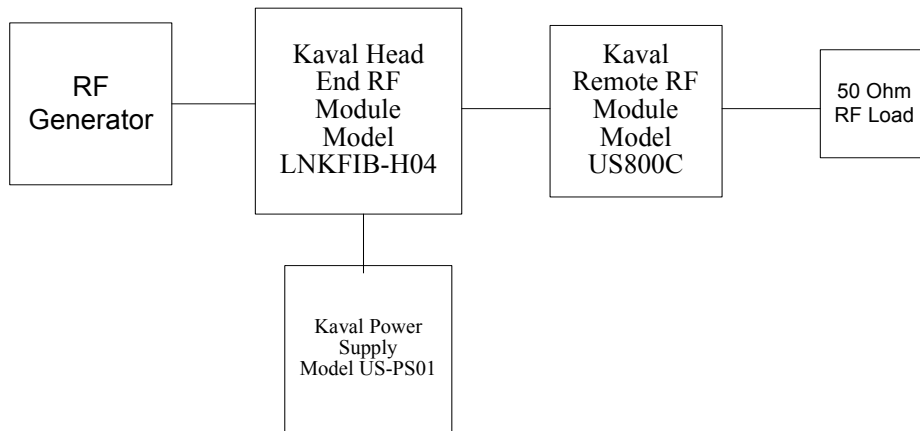 RF
Generator
Kaval Head
End RF
Module
Model
LNKFIB-H04
Kaval
Remote RF
Module
Model
US800C
50 Ohm
RF Load
Kaval Power
Supply
Model US-PS01